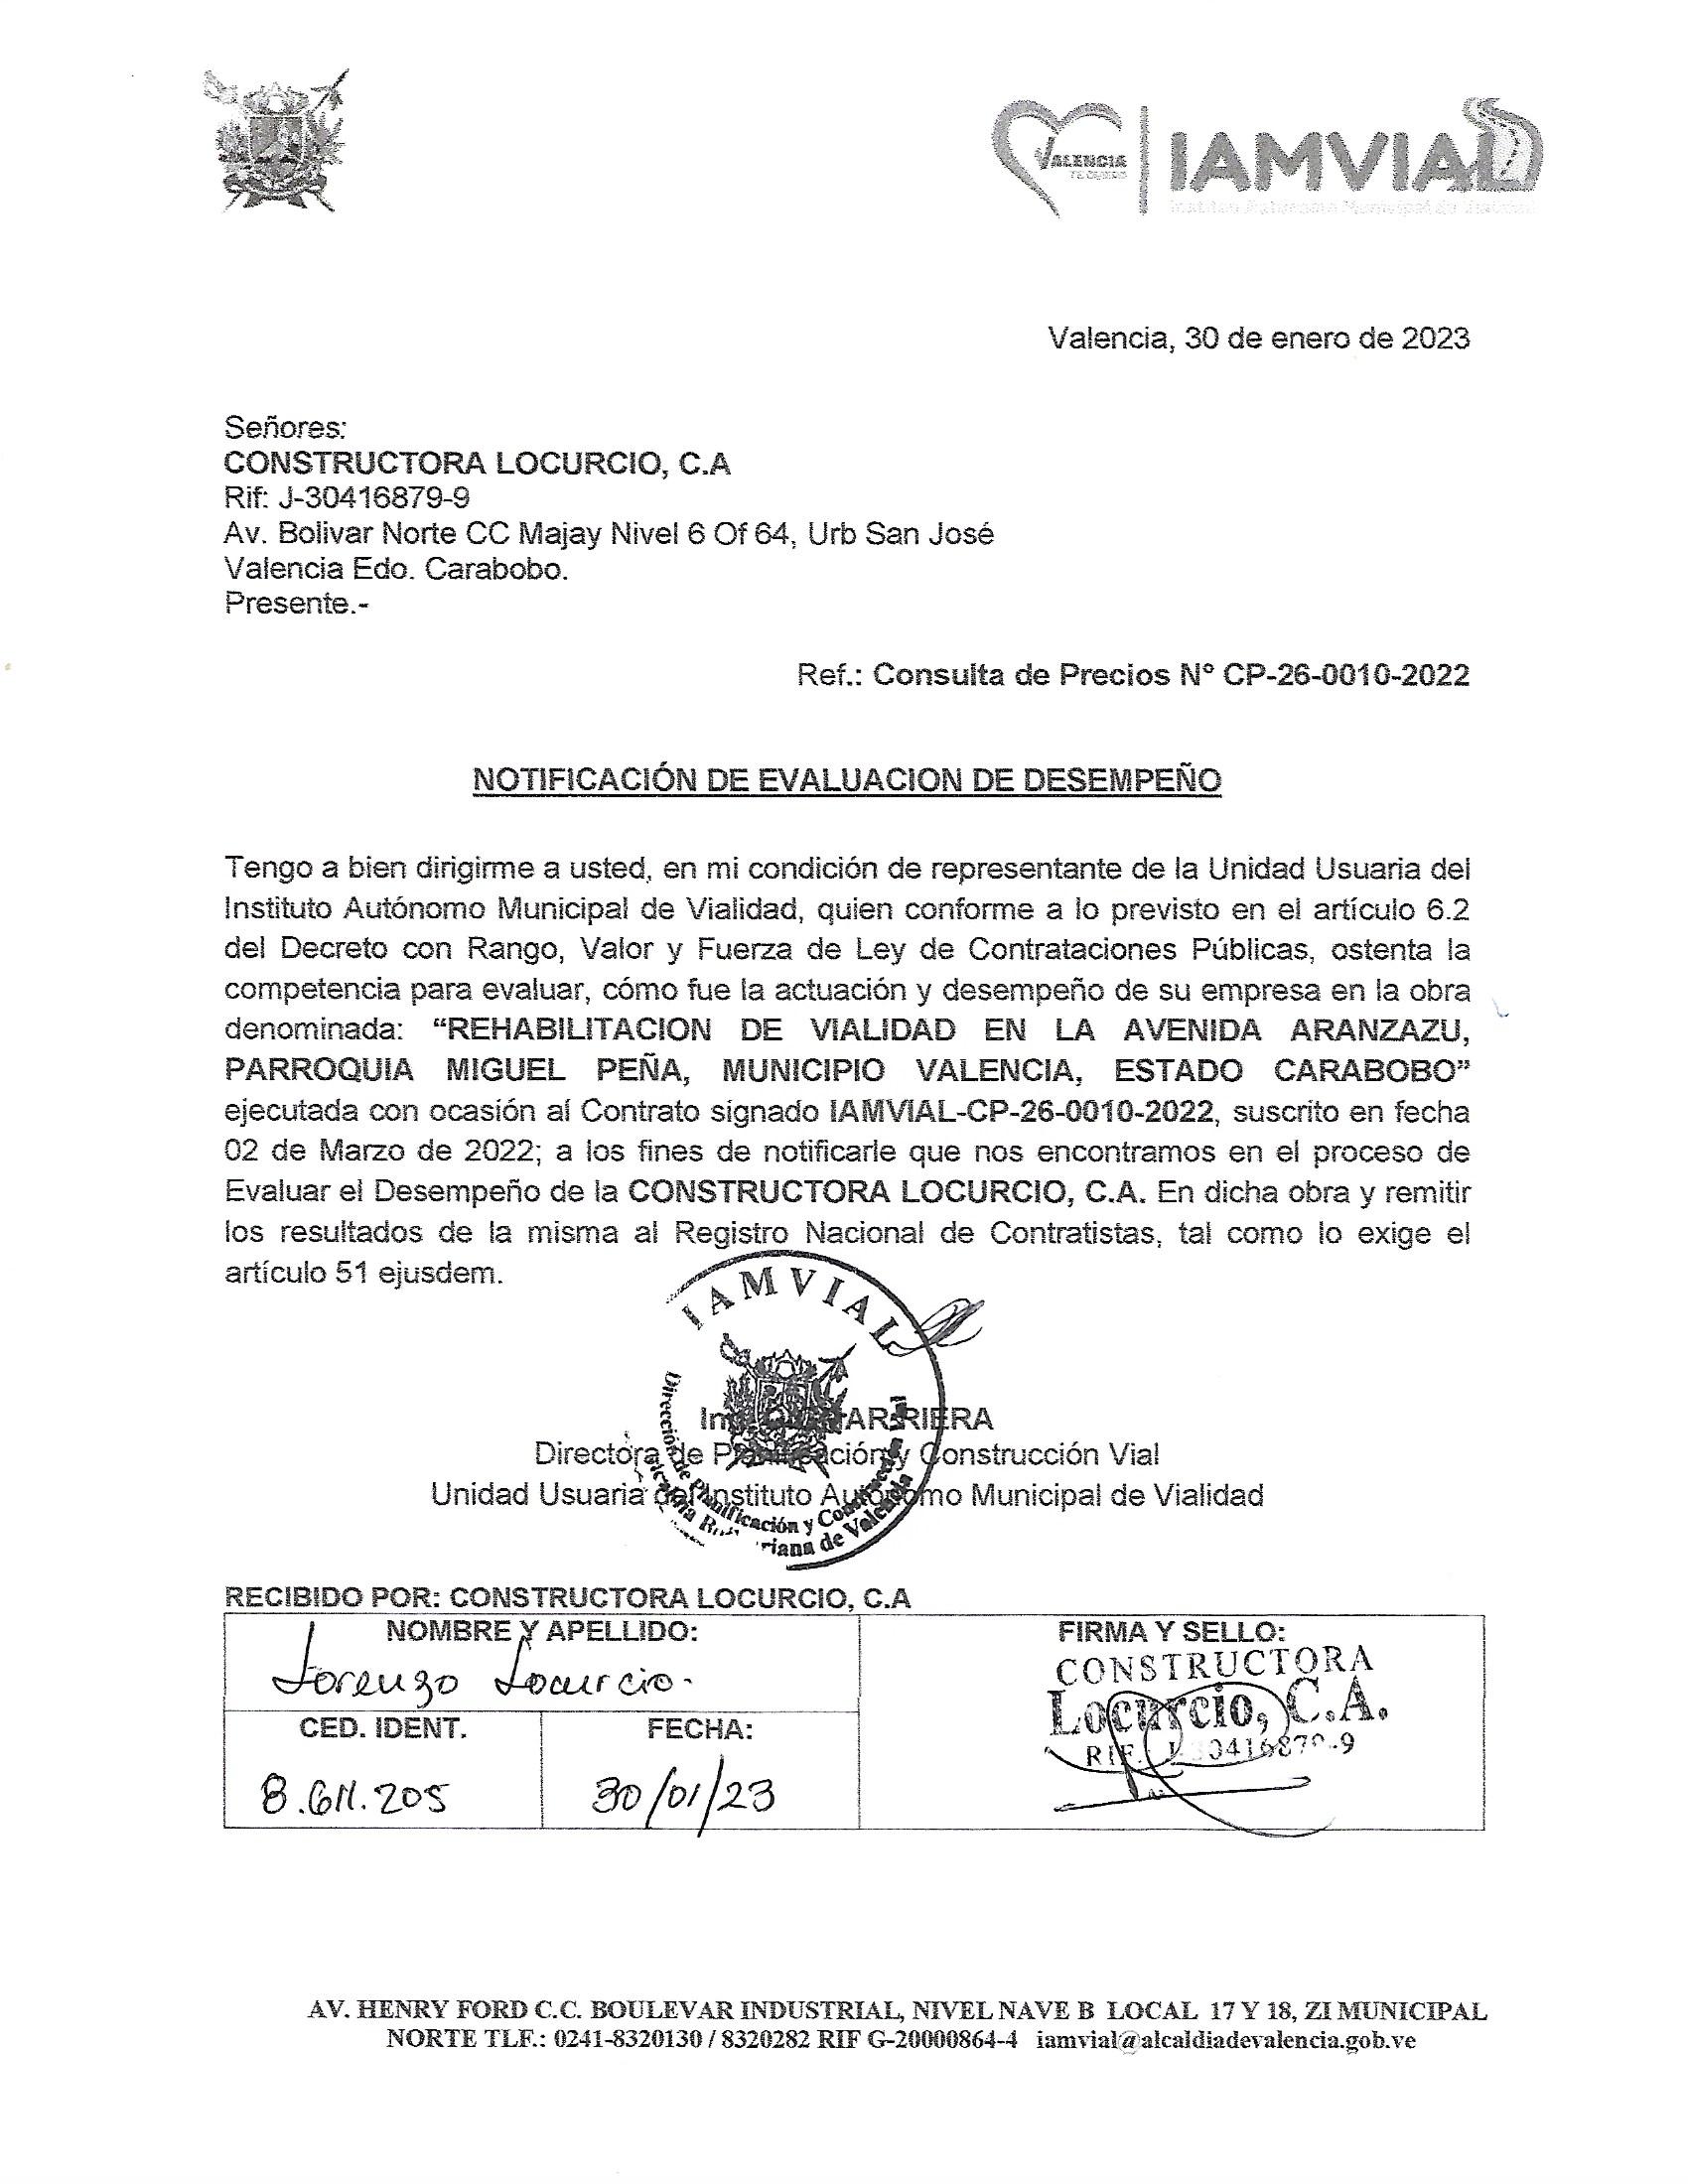 VALENCIA
TE QUIERO
IAMVIAL
Instituto Autónomo Municipal de Vialidad
Valencia, 30 de enero de 2023
Señores:
CONSTRUCTORA LOCURCIO, C.A
Rif: J-30416879-9
Av. Bolivar Norte CC Majay Nivel 6 Of 64, Urb San José
Valencia Edo. Carabobo.
Presente.-
Ref.: Consulta de Precios N° CP-26-0010-2022
NOTIFICACIÓN DE EVALUACION DE DESEMPEÑO
Tengo a bien dirigirme a usted, en mi condición de representante de la Unidad Usuaria del
Instituto Autónomo Municipal de Vialidad, quien conforme a lo previsto en el artículo 6.2
del Decreto con Rango, Valor y Fuerza de Ley de Contrataciones Públicas, ostenta la
competencia para evaluar, cómo fue la actuación y desempeño de su empresa en la obra
denominada: “REHABILITACION DE VIALIDAD EN LA AVENIDA ARANZAZU,
PARROQUIA MIGUEL PEÑA, MUNICIPIO VALENCIA, ESTADO CARABOBO”
ejecutada con ocasión al Contrato signado IAMVIAL-CP-26-0010-2022, suscrito en fecha
02 de Marzo de 2022; a los fines de notificarle que nos encontramos en el proceso de
Evaluar el Desempeño de la CONSTRUCTORA LOCURCIO, C.A. En dicha obra y remitir
los resultados de la misma al Registro Nacional de Contratistas, tal como lo exige el
artículo 51 ejusdem.
IAMVIAL
Dirección de Planificación y Construcción Vial
de Valencia
RIERA
Directora de Planificación y Construcción Vial
Unidad Usuaria del Instituto Autónomo Municipal de Vialidad
RECIBIDO POR: CONSTRUCTORA LOCURCIO, C.A
NOMBRE Y APELLIDO:
Lorenzo Locurcio.
CED. IDENT.
8.611.205
FECHA:
30/01/23
FIRMA Y SELLO:
CONSTRUCTORA
Locurcio, C.A.
RIF. J-30416879-9
AV. HENRY FORD C.C. BOULEVAR INDUSTRIAL, NIVEL NAVE B LOCAL 17 Y 18, ZI MUNICIPAL
NORTE TLF.: 0241-8320130 / 8320282 RIF G-20000864-4 iamvial@alcaldiadevalencia.gob.ve